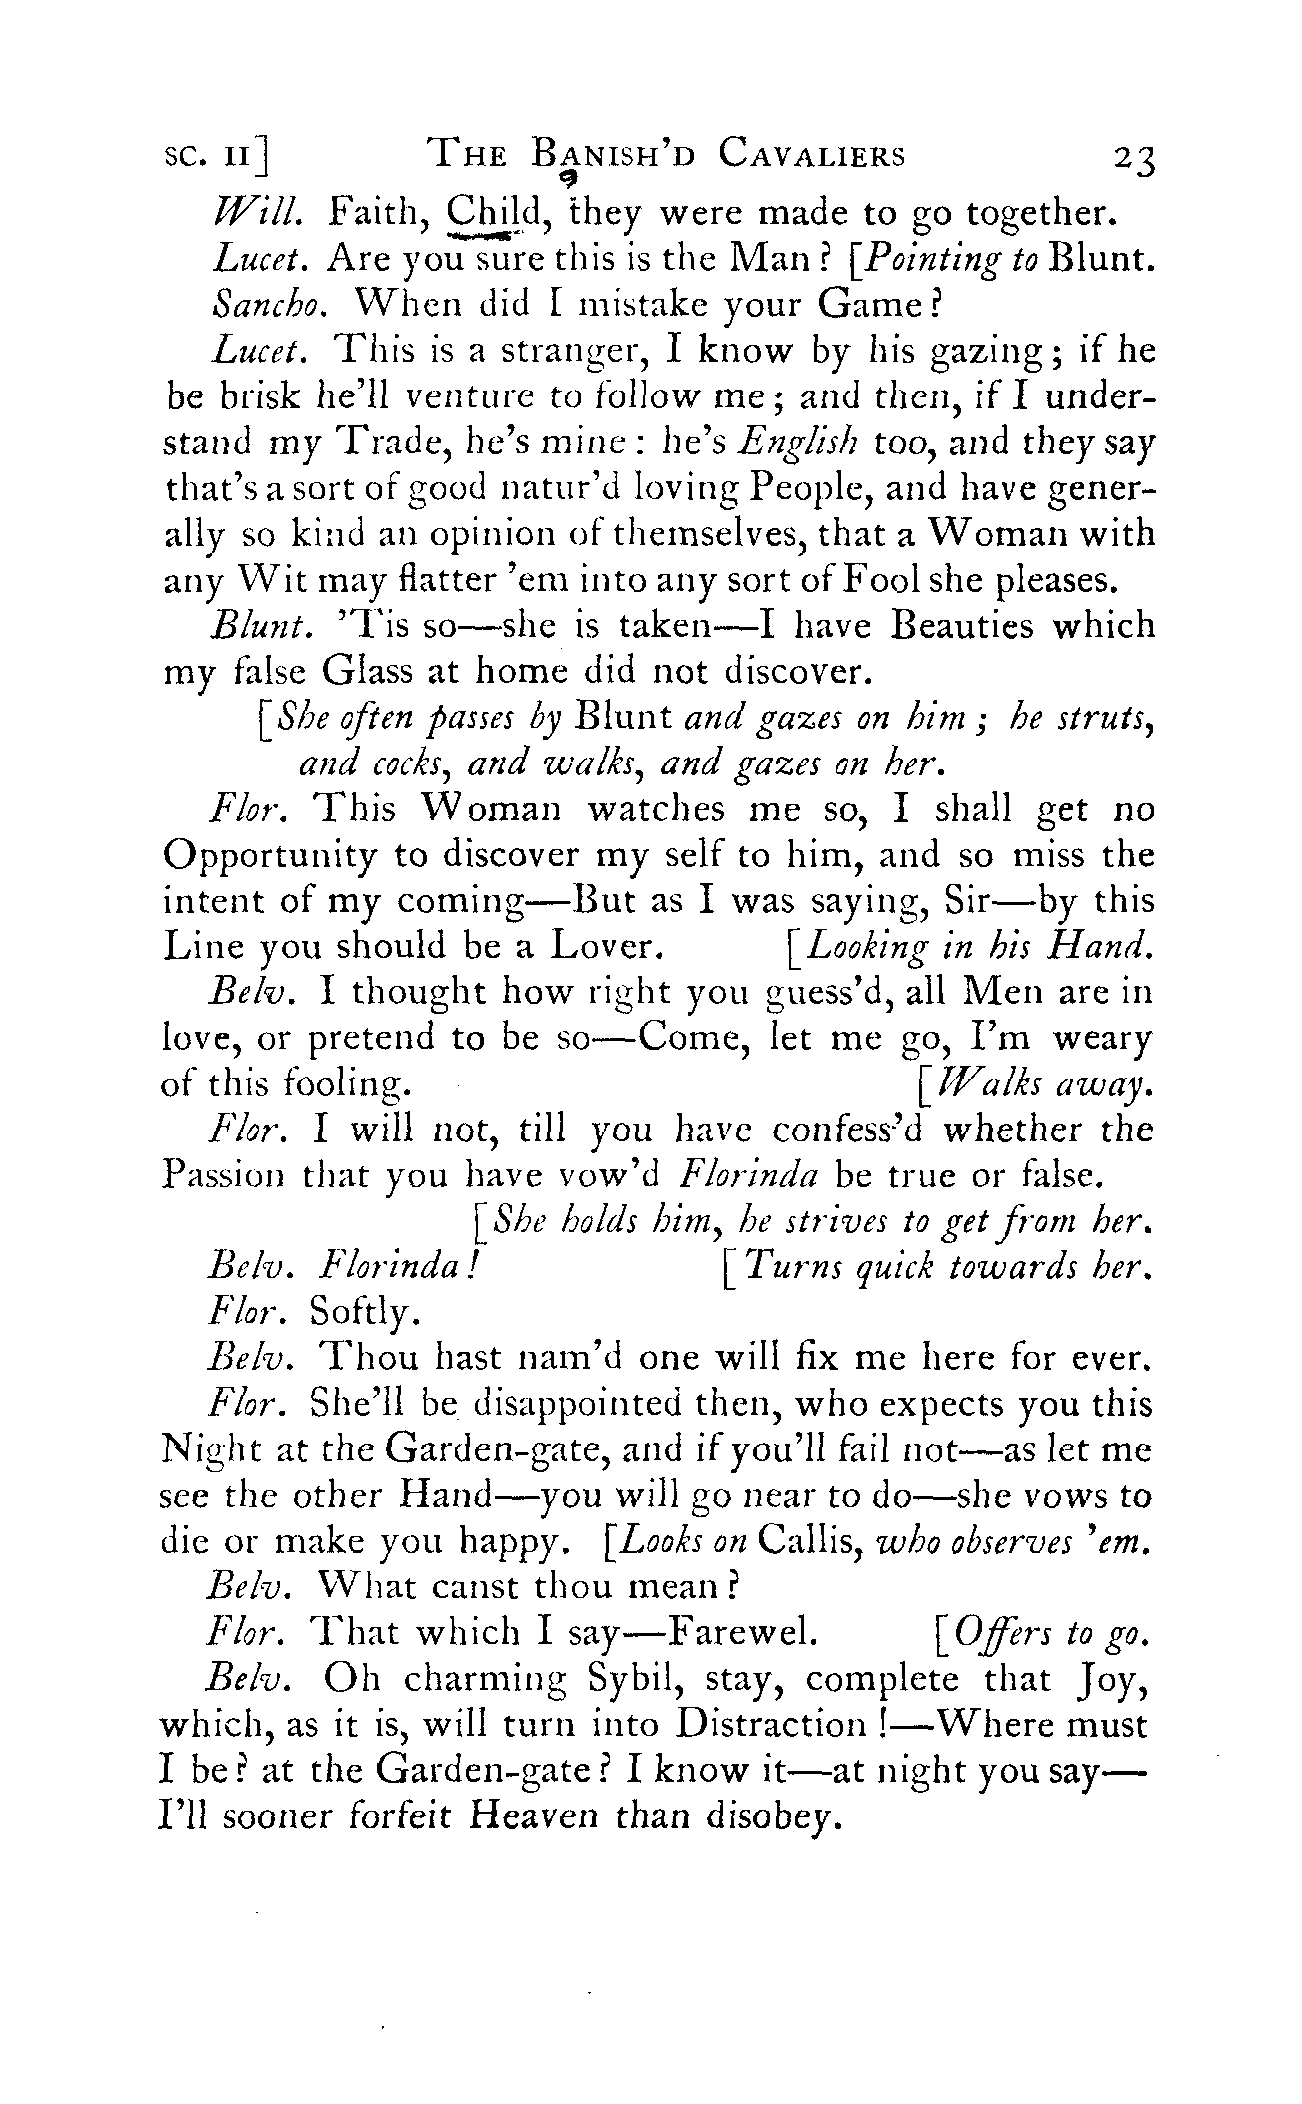 SC. II] THE BANISH'D CAVALIERS 23
Will. Faith, Child, they were made to go together.
Lucet. Are you sure this is the Man? [Pointing to Blunt.
Sancho. When did I mistake your Game?
Lucet. This is a stranger, I know by his gazing; if he
be brisk he'll venture to follow me; and then, if I under-
stand my Trade, he's mine: he's English too, and they say
that's a sort of good natur'd loving People, and have gener-
ally so kind an opinion of themselves, that a Woman with
any Wit may flatter 'em into any sort of Fool she pleases.
Blunt. 'Tis so—she is taken—I have Beauties which
my false Glass at home did not discover.
[She often passes by Blunt and gazes on him; he struts,
and cocks, and walks, and gazes on her.
Flor. This Woman watches me so, I shall get no
Opportunity to discover my self to him, and so miss the
intent of my coming—But as I was saying, Sir—by this
Line you should be a Lover. [Looking in his Hand.
Belv. I thought how right you guess'd, all Men are in
love, or pretend to be so—Come, let me go, I'm weary
of this fooling. [Walks away.
Flor. I will not, till you have confess'd whether the
Passion that you have vow'd Florinda be true or false.
[She holds him, he strives to get from her.
Belv. Florinda! [Turns quick towards her.
Flor. Softly.
Belv. Thou hast nam'd one will fix me here for ever.
Flor. She'll be disappointed then, who expects you this
Night at the Garden-gate, and if you'll fail not—as let me
see the other Hand—you will go near to do—she vows to
die or make you happy. [Looks on Callis, who observes 'em.
Belv. What canst thou mean?
Flor. That which I say—Farewel. [Offers to go.
Belv. Oh charming Sybil, stay, complete that Joy,
which, as it is, will turn into Distraction!—Where must
I be? at the Garden-gate? I know it—at night you say—
I'll sooner forfeit Heaven than disobey.